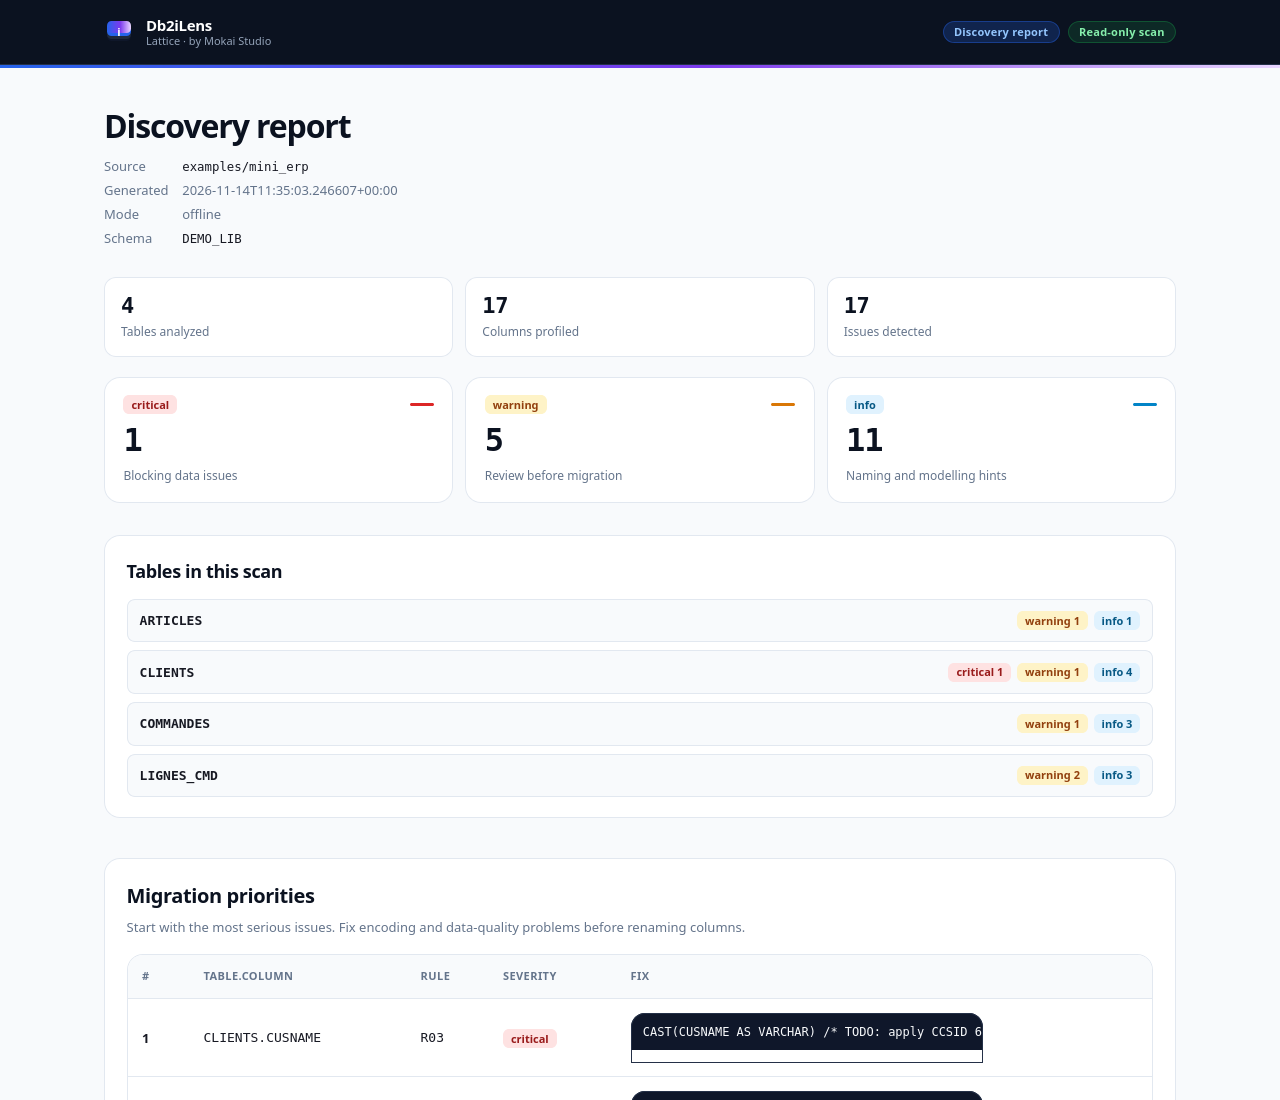 Db2iLens
Lattice · by Mokai Studio
Discovery report
Read-only scan
Discovery report
Source examples/mini_erp
Generated 2026-11-14T11:35:03.246607+00:00
Mode offline
Schema DEMO_LIB
4
Tables analyzed
17
Columns profiled
17
Issues detected
critical
1
Blocking data issues
warning
5
Review before migration
info
11
Naming and modelling hints
Tables in this scan
ARTICLES warning 1 info 1
CLIENTS critical 1 warning 1 info 4
COMMANDES warning 1 info 3
LIGNES_CMD warning 2 info 3
Migration priorities
Start with the most serious issues. Fix encoding and data-quality problems before renaming columns.
# TABLE.COLUMN RULE SEVERITY FIX
1 CLIENTS.CUSNAME R03 critical CAST(CUSNAME AS VARCHAR) /* TODO: apply CCSID 6